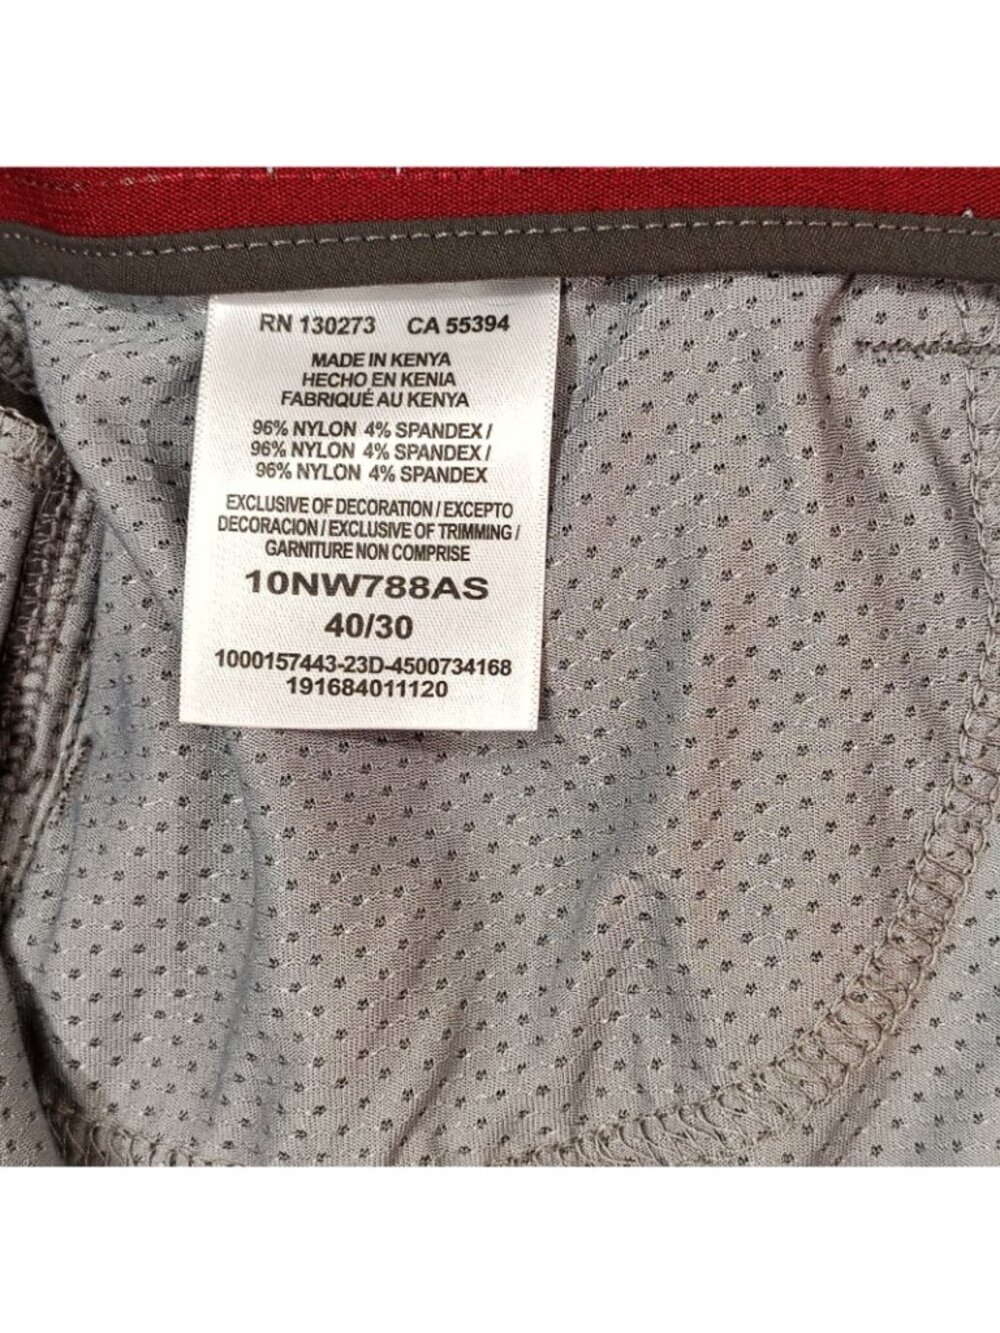 RN 130273 CA 55394
MADE IN KENYA
HECHO EN KENIA
FABRIQUÉ AU KENYA
96% NYLON 4% SPANDEX /
96% NYLON 4% SPANDEX /
96% NYLON 4% SPANDEX
EXCLUSIVE OF DECORATION / EXCEPTO
DECORACION / EXCLUSIVE OF TRIMMING /
GARNITURE NON COMPRISE
10NW788AS
40/30
1000157443-23D-4500734168
191684011120